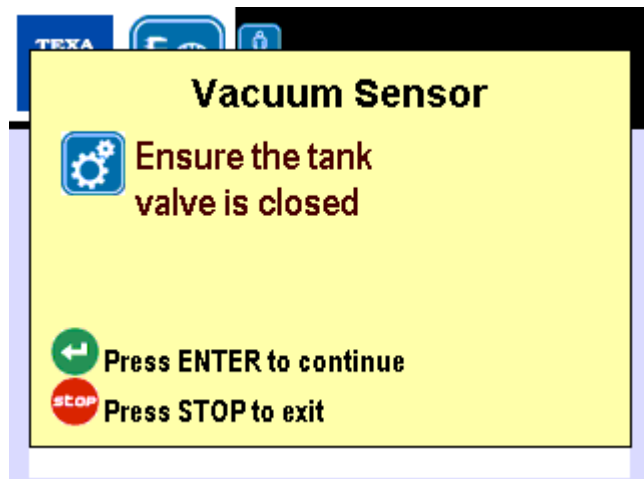 TEXA
Vacuum Sensor
Ensure the tank
valve is closed
Press ENTER to continue
stop Press STOP to exit